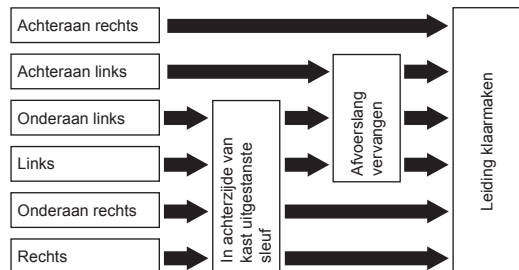 Achteraan rechts
Achteraan links
Onderaan links
Links
Onderaan rechts
Rechts
In achterzijde van
kast uitgestanste
sleuf
Afvoerslang
vervangen
Leiding klaarmaken